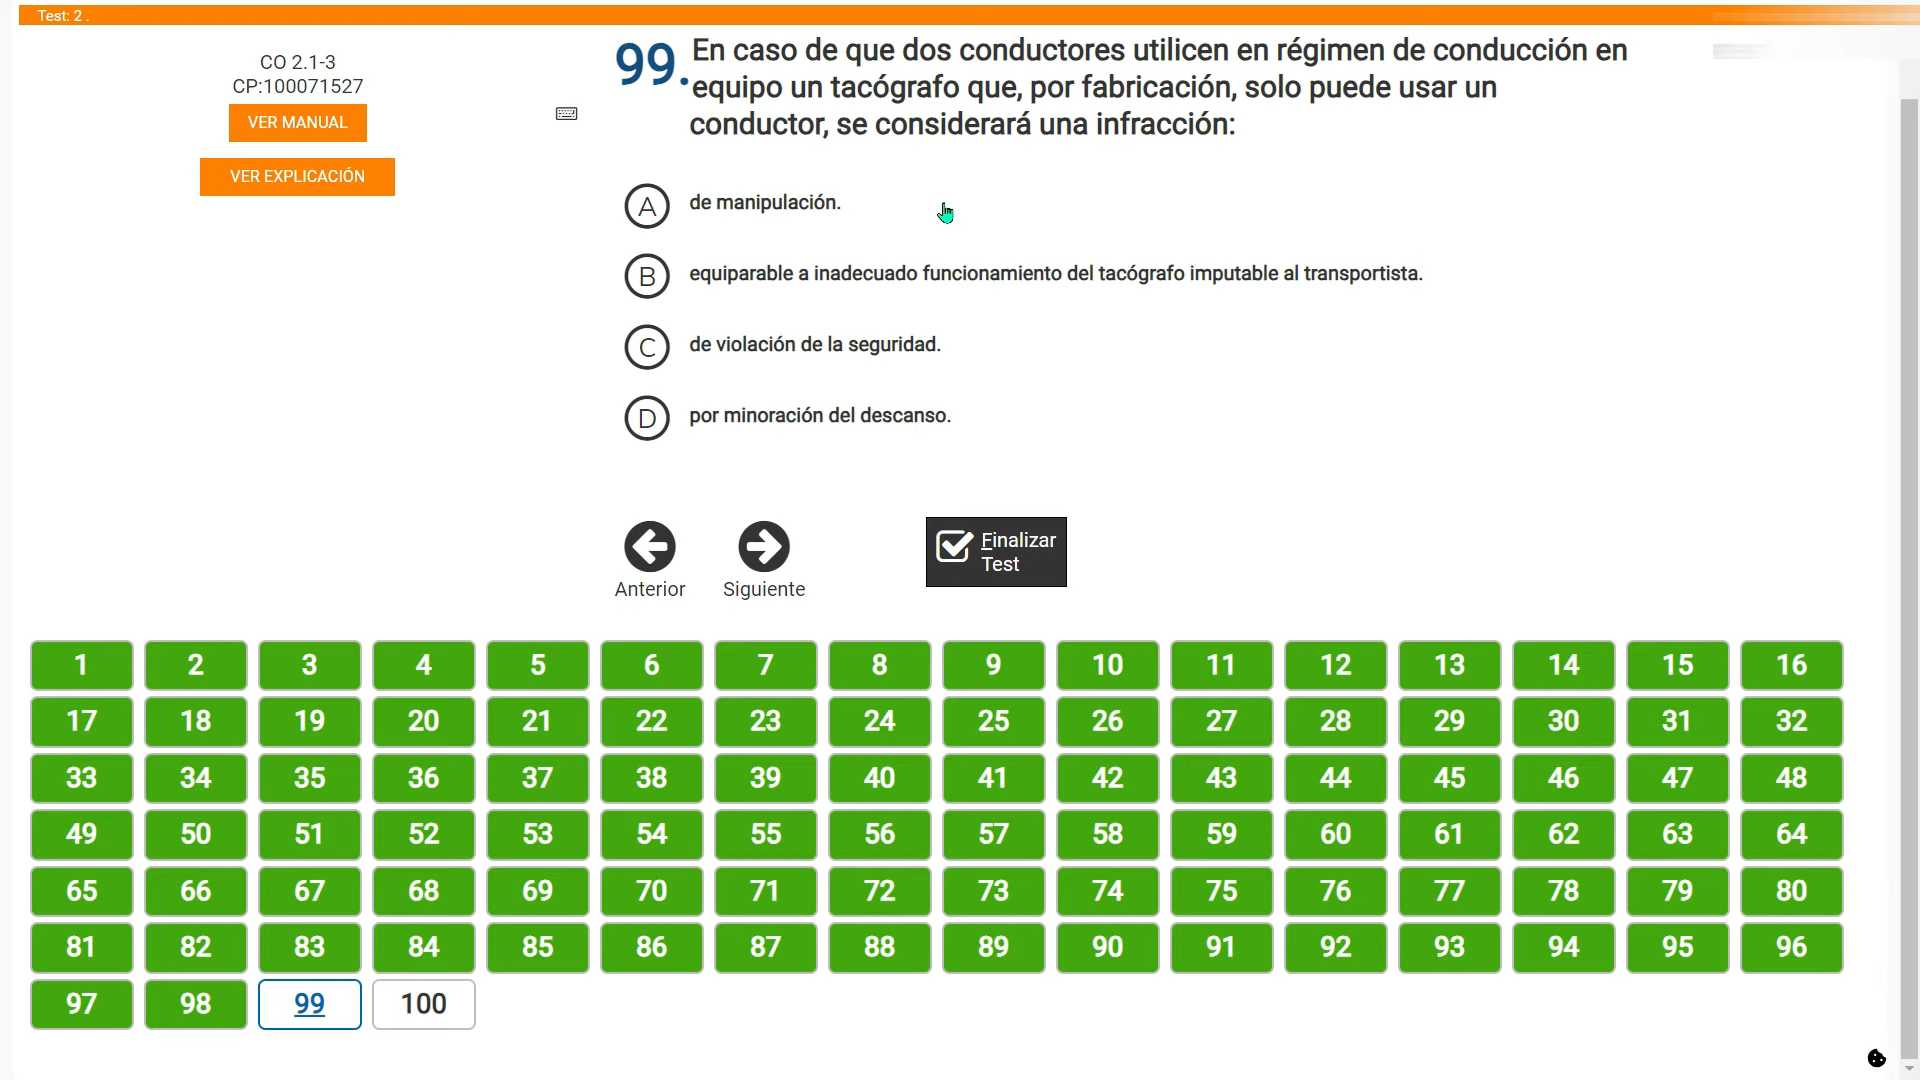 Test: 2 .
CO 2.1-3
CP:100071527
VER MANUAL
VER EXPLICACIÓN
99. En caso de que dos conductores utilicen en régimen de conducción en
equipo un tacógrafo que, por fabricación, solo puede usar un
conductor, se considerará una infracción:
A de manipulación.
B equiparable a inadecuado funcionamiento del tacógrafo imputable al transportista.
C de violación de la seguridad.
D por minoración del descanso.
Anterior
Siguiente
Finalizar
Test
1 2 3 4 5 6 7 8 9 10 11 12 13 14 15 16
17 18 19 20 21 22 23 24 25 26 27 28 29 30 31 32
33 34 35 36 37 38 39 40 41 42 43 44 45 46 47 48
49 50 51 52 53 54 55 56 57 58 59 60 61 62 63 64
65 66 67 68 69 70 71 72 73 74 75 76 77 78 79 80
81 82 83 84 85 86 87 88 89 90 91 92 93 94 95 96
97 98 99 100